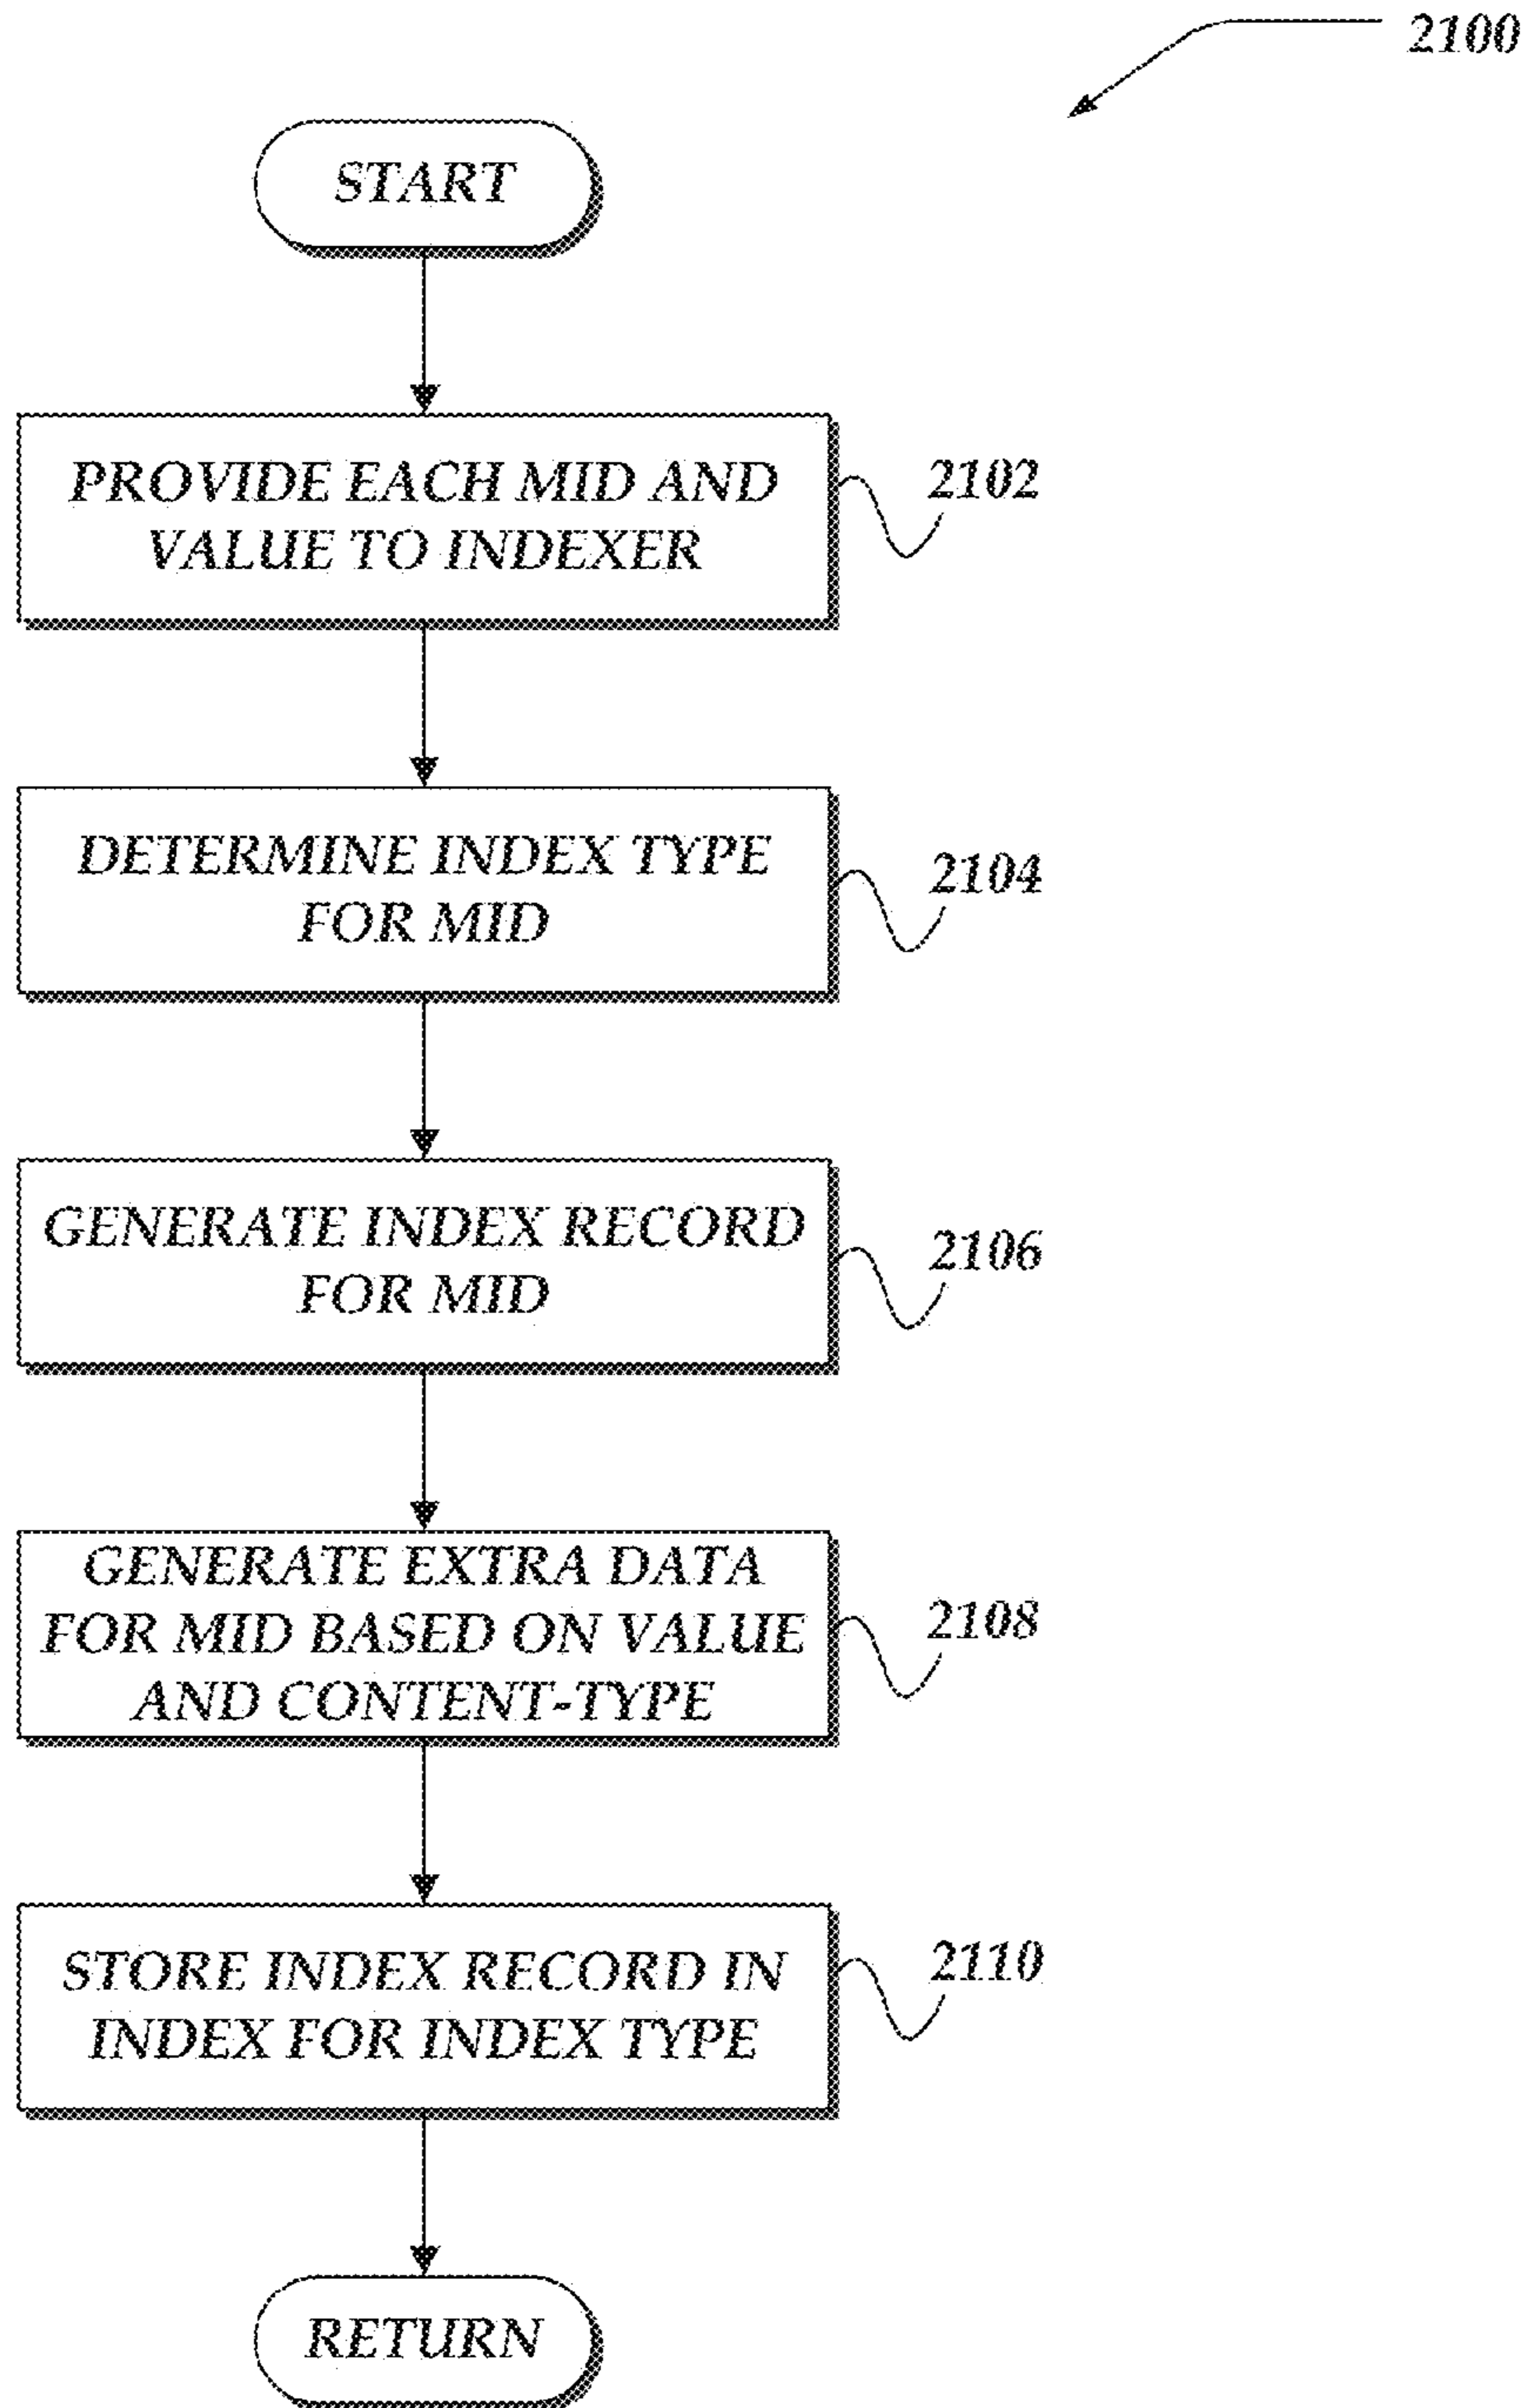 2100
START
PROVIDE EACH MID AND
VALUE TO INDEXER
2102
DETERMINE INDEX TYPE
FOR MID
2104
GENERATE INDEX RECORD
FOR MID
2106
GENERATE EXTRA DATA
FOR MID BASED ON VALUE
AND CONTENT-TYPE
2108
STORE INDEX RECORD IN
INDEX FOR INDEX TYPE
2110
RETURN